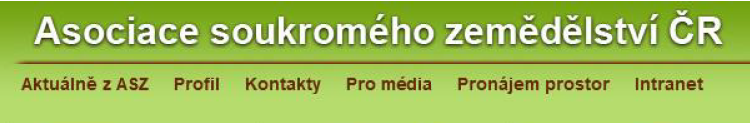 Asociace soukromého zemědělství ČR
Aktuálně z ASZ Profil Kontakty Pro média Pronájem prostor Intranet